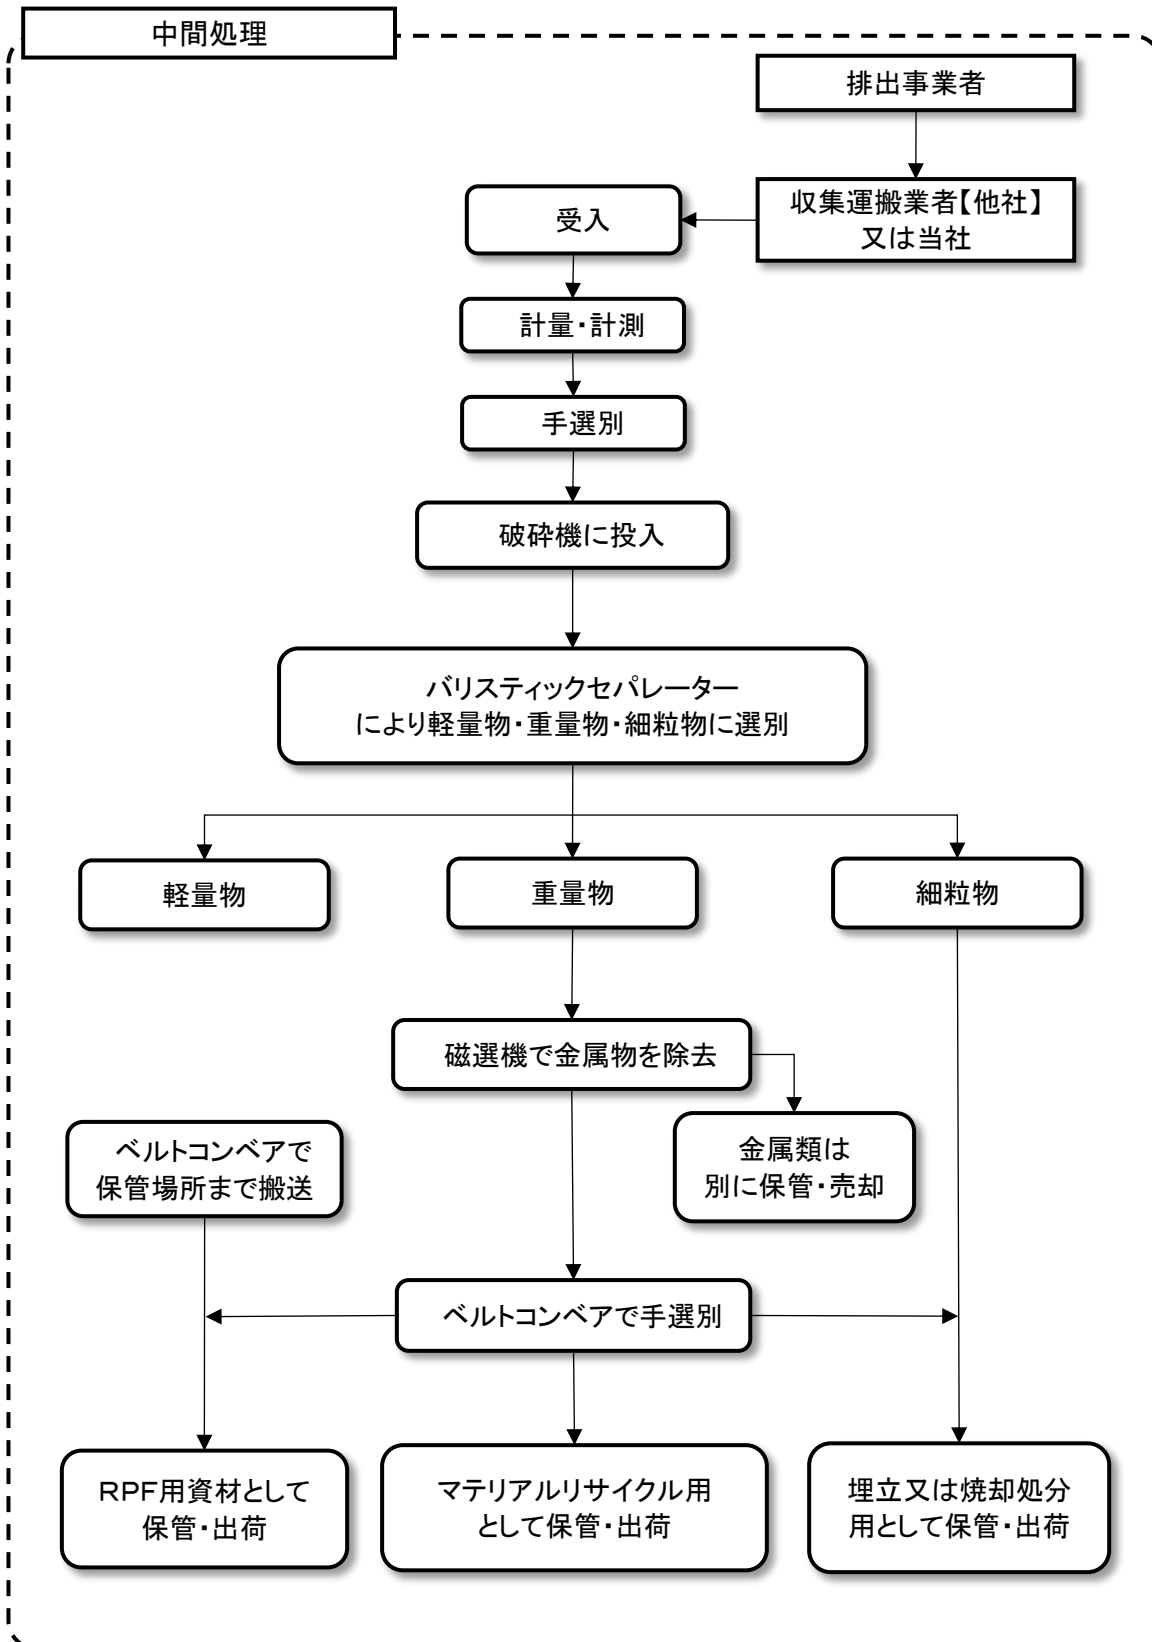 中間処理
排出事業者
収集運搬業者【他社】
又は当社
受入
計量・計測
手選別
破砕機に投入
バリスティックセパレーター
により軽量物・重量物・細粒物に選別
軽量物
重量物
細粒物
磁選機で金属物を除去
金属類は
別に保管・売却
ベルトコンベアで
保管場所まで搬送
ベルトコンベアで手選別
RPF用資材として
保管・出荷
マテリアルリサイクル用
として保管・出荷
埋立又は焼却処分
用として保管・出荷